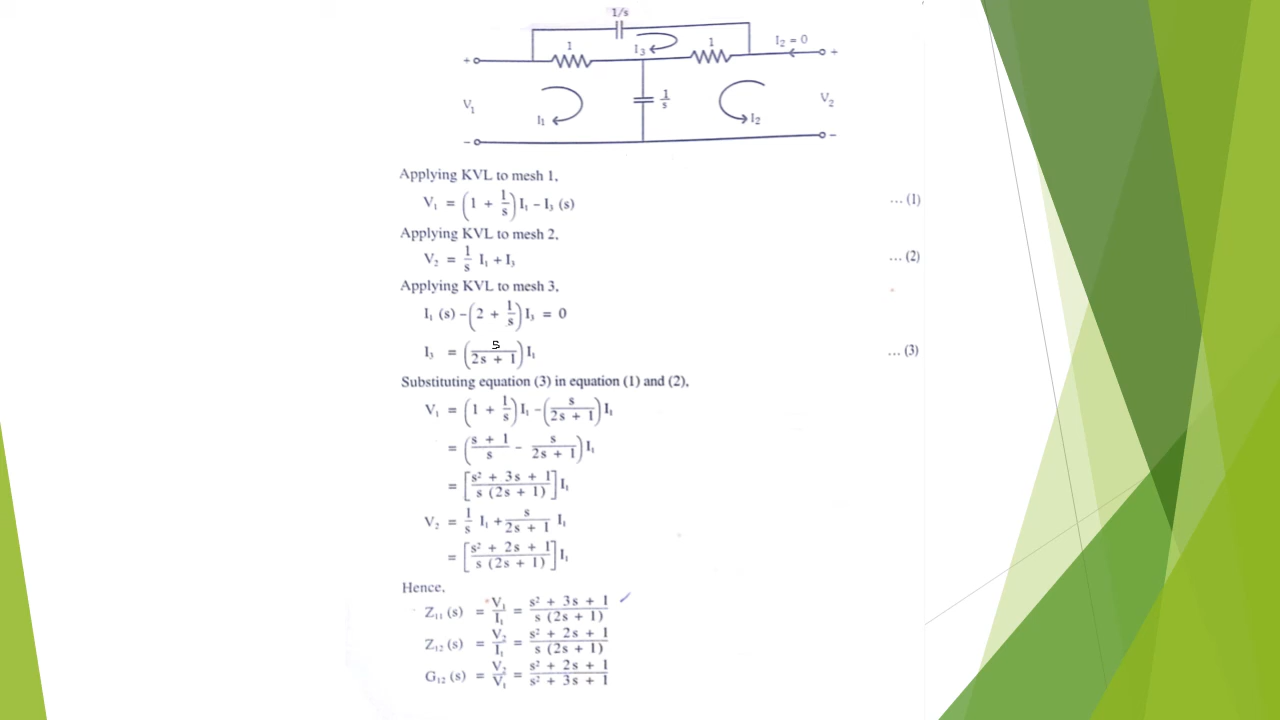 1/s
1 I₃ 1 I₂ = 0
+ +
V₁ I₁ 1/s I₂ V₂
− −
Applying KVL to mesh 1,
V₁ = (1 + 1/s) I₁ − I₃ (s) ... (1)
Applying KVL to mesh 2,
V₂ = 1/s I₁ + I₃ ... (2)
Applying KVL to mesh 3,
I₁ (s) − (2 + 1/s) I₃ = 0
I₃ = (s / 2s + 1) I₁ ... (3)
Substituting equation (3) in equation (1) and (2),
V₁ = (1 + 1/s) I₁ − (s / 2s + 1) I₁
= (s + 1 / s − s / 2s + 1) I₁
= [s² + 3s + 1 / s (2s + 1)] I₁
V₂ = 1/s I₁ + s / 2s + 1 I₁
= [s² + 2s + 1 / s (2s + 1)] I₁
Hence,
Z₁₁ (s) = V₁ / I₁ = s² + 3s + 1 / s (2s + 1)
Z₁₂ (s) = V₂ / I₁ = s² + 2s + 1 / s (2s + 1)
G₁₂ (s) = V₂ / V₁ = s² + 2s + 1 / s² + 3s + 1